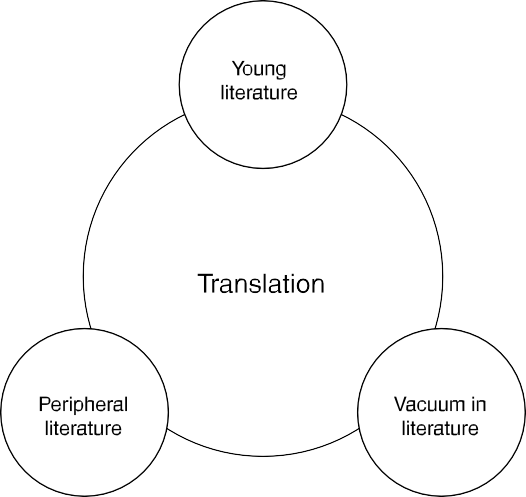 Young
literature
Translation
Peripheral
literature
Vacuum in
literature